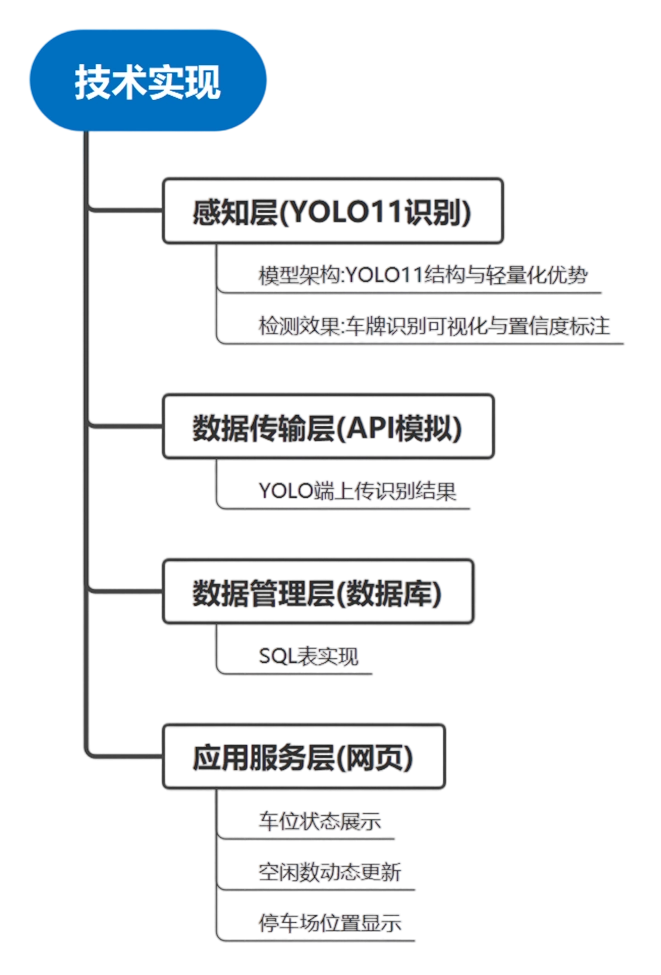 技术实现
感知层(YOLO11识别)
模型架构:YOLO11结构与轻量化优势
检测效果:车牌识别可视化与置信度标注
数据传输层(API模拟)
YOLO端上传识别结果
数据管理层(数据库)
SQL表实现
应用服务层(网页)
车位状态展示
空闲数动态更新
停车场位置显示